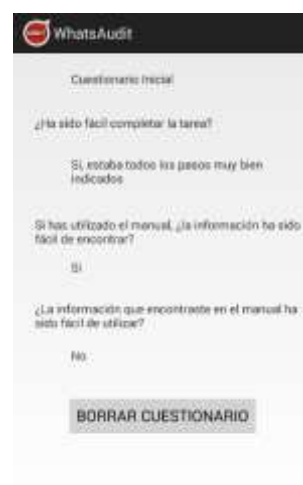 WhatsAudit
Cuestionario Inicial
¿Ha sido fácil completar la tarea?
Si, estaba todos los pasos muy bien
indicados
Si has utilizado el manual, ¿la información ha sido
fácil de encontrar?
Si
¿La información que encontraste en el manual ha
sido fácil de utilizar?
No
BORRAR CUESTIONARIO